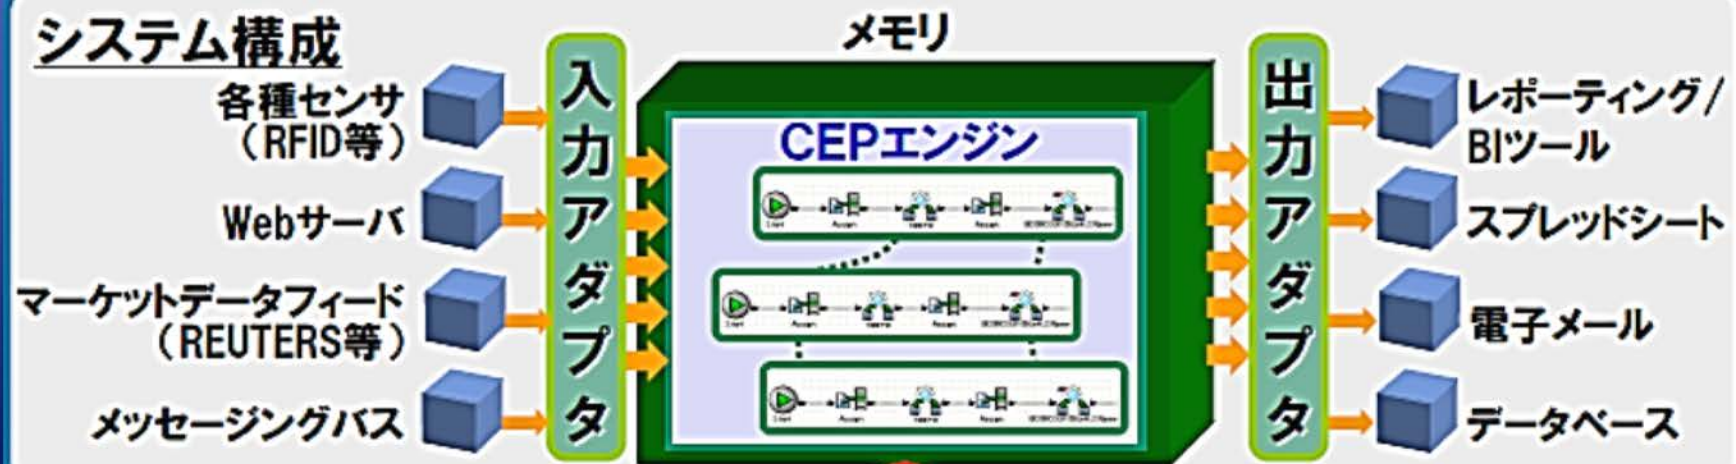 システム構成
メモリ
各種センサ
（RFID等）
Webサーバ
マーケットデータフィード
（REUTERS等）
メッセージングバス
入力アダプタ
CEPエンジン
出力アダプタ
レポーティング/
BIツール
スプレッドシート
電子メール
データベース